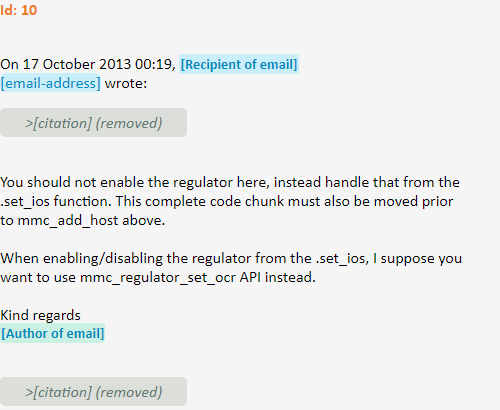 Id: 10
On 17 October 2013 00:19, [Recipient of email]
[email-address] wrote:
>[citation] (removed)
You should not enable the regulator here, instead handle that from the
.set_ios function. This complete code chunk must also be moved prior
to mmc_add_host above.
When enabling/disabling the regulator from the .set_ios, I suppose you
want to use mmc_regulator_set_ocr API instead.
Kind regards
[Author of email]
>[citation] (removed)